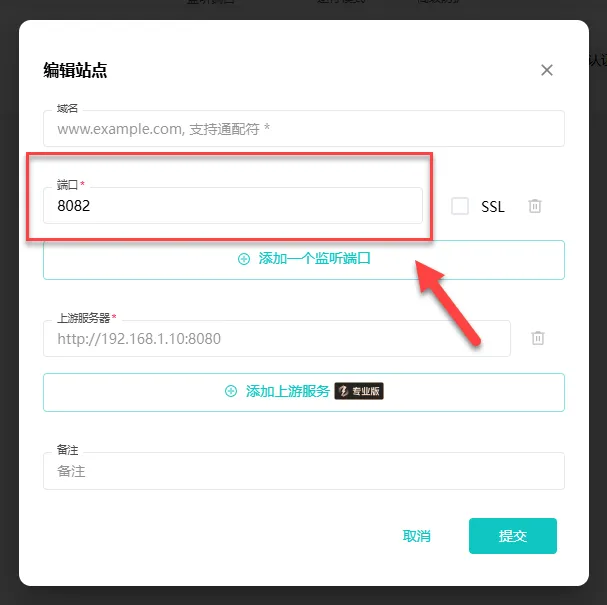 编辑站点
域名
www.example.com, 支持通配符 *
端口*
8082
SSL
添加一个监听端口
上游服务器*
http://192.168.1.10:8080
添加上游服务 专业版
备注
备注
取消
提交